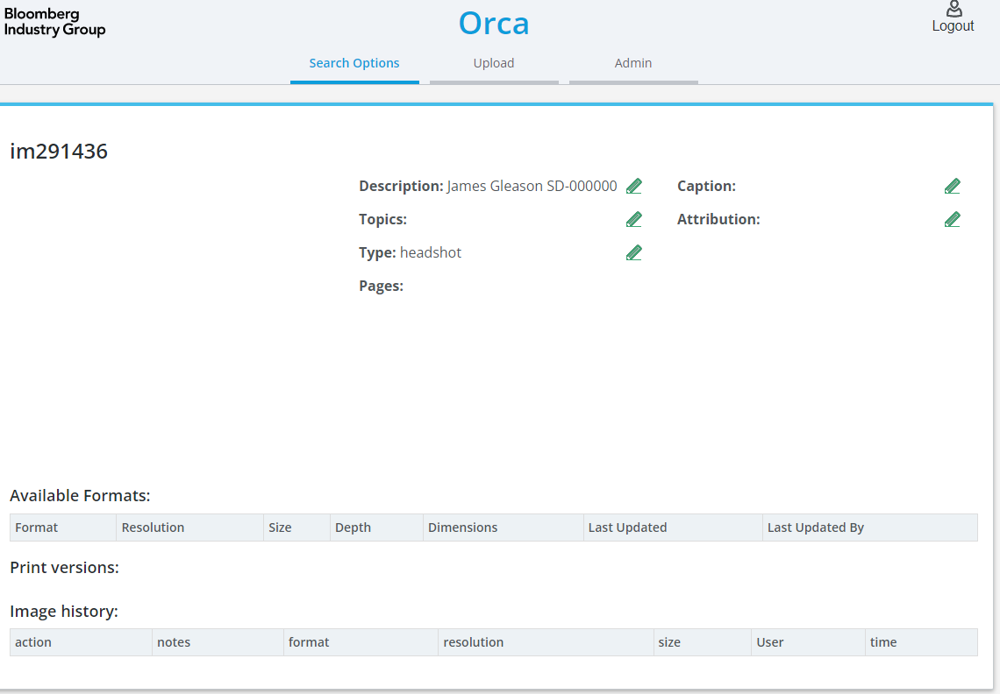 Bloomberg
Industry Group
Orca
Logout
Search Options Upload Admin
im291436
Description: James Gleason SD-000000 Caption:
Topics: Attribution:
Type: headshot
Pages:
Available Formats:
Format Resolution Size Depth Dimensions Last Updated Last Updated By
Print versions:
Image history:
action notes format resolution size User time